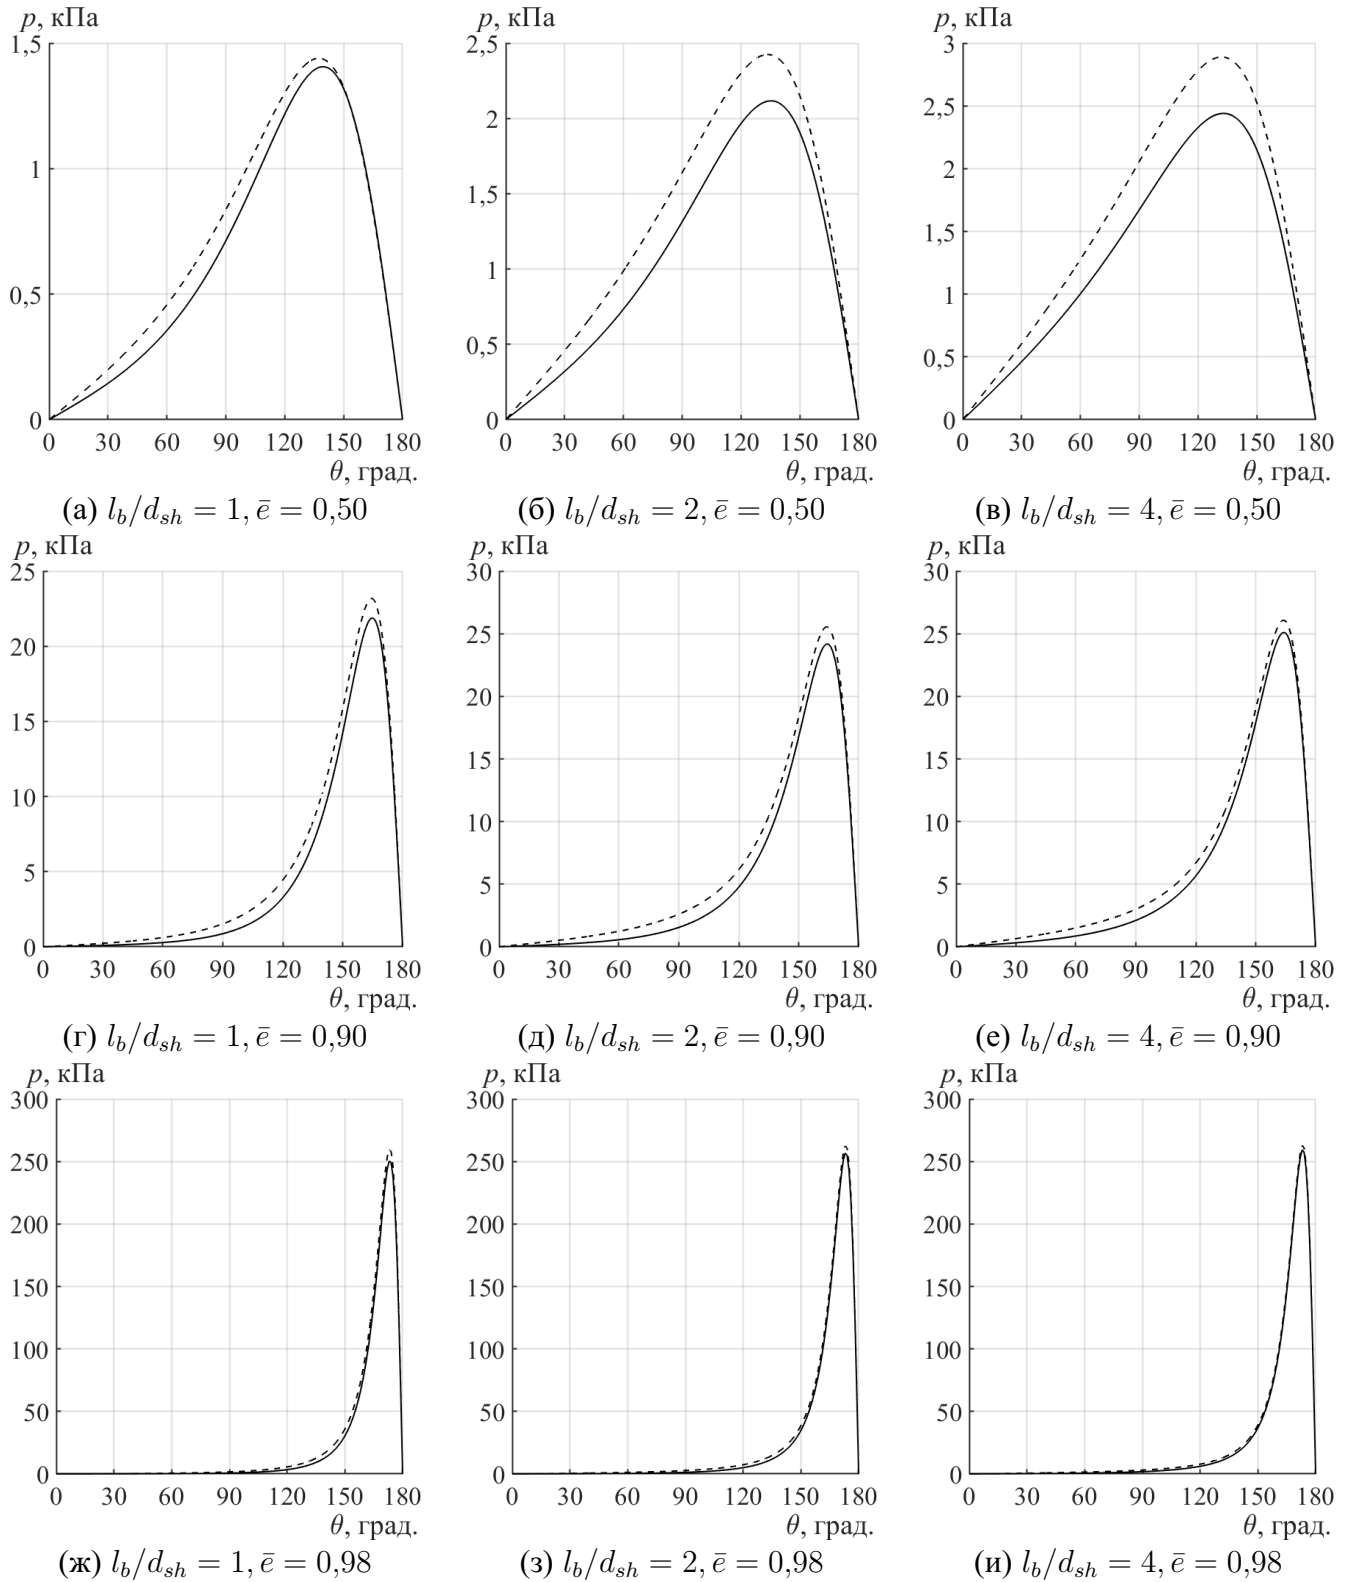 p, кПа p, кПа p, кПа
1,5 2,5 3
2,5
2
2
1 1,5
1,5
1
1
0,5
0,5
0,5
0 0 0
0 30 60 90 120 150 180 0 30 60 90 120 150 180 0 30 60 90 120 150 180
θ, град. θ, град. θ, град.
(а) l_b/d_sh = 1, ē = 0,50 (б) l_b/d_sh = 2, ē = 0,50 (в) l_b/d_sh = 4, ē = 0,50
p, кПа p, кПа p, кПа
25 30 30
25 25
20
20 20
15
15 15
10
10 10
5
5 5
0 0 0
0 30 60 90 120 150 180 0 30 60 90 120 150 180 0 30 60 90 120 150 180
θ, град. θ, град. θ, град.
(г) l_b/d_sh = 1, ē = 0,90 (д) l_b/d_sh = 2, ē = 0,90 (е) l_b/d_sh = 4, ē = 0,90
p, кПа p, кПа p, кПа
300 300 300
250 250 250
200 200 200
150 150 150
100 100 100
50 50 50
0 0 0
0 30 60 90 120 150 180 0 30 60 90 120 150 180 0 30 60 90 120 150 180
θ, град. θ, град. θ, град.
(ж) l_b/d_sh = 1, ē = 0,98 (з) l_b/d_sh = 2, ē = 0,98 (и) l_b/d_sh = 4, ē = 0,98